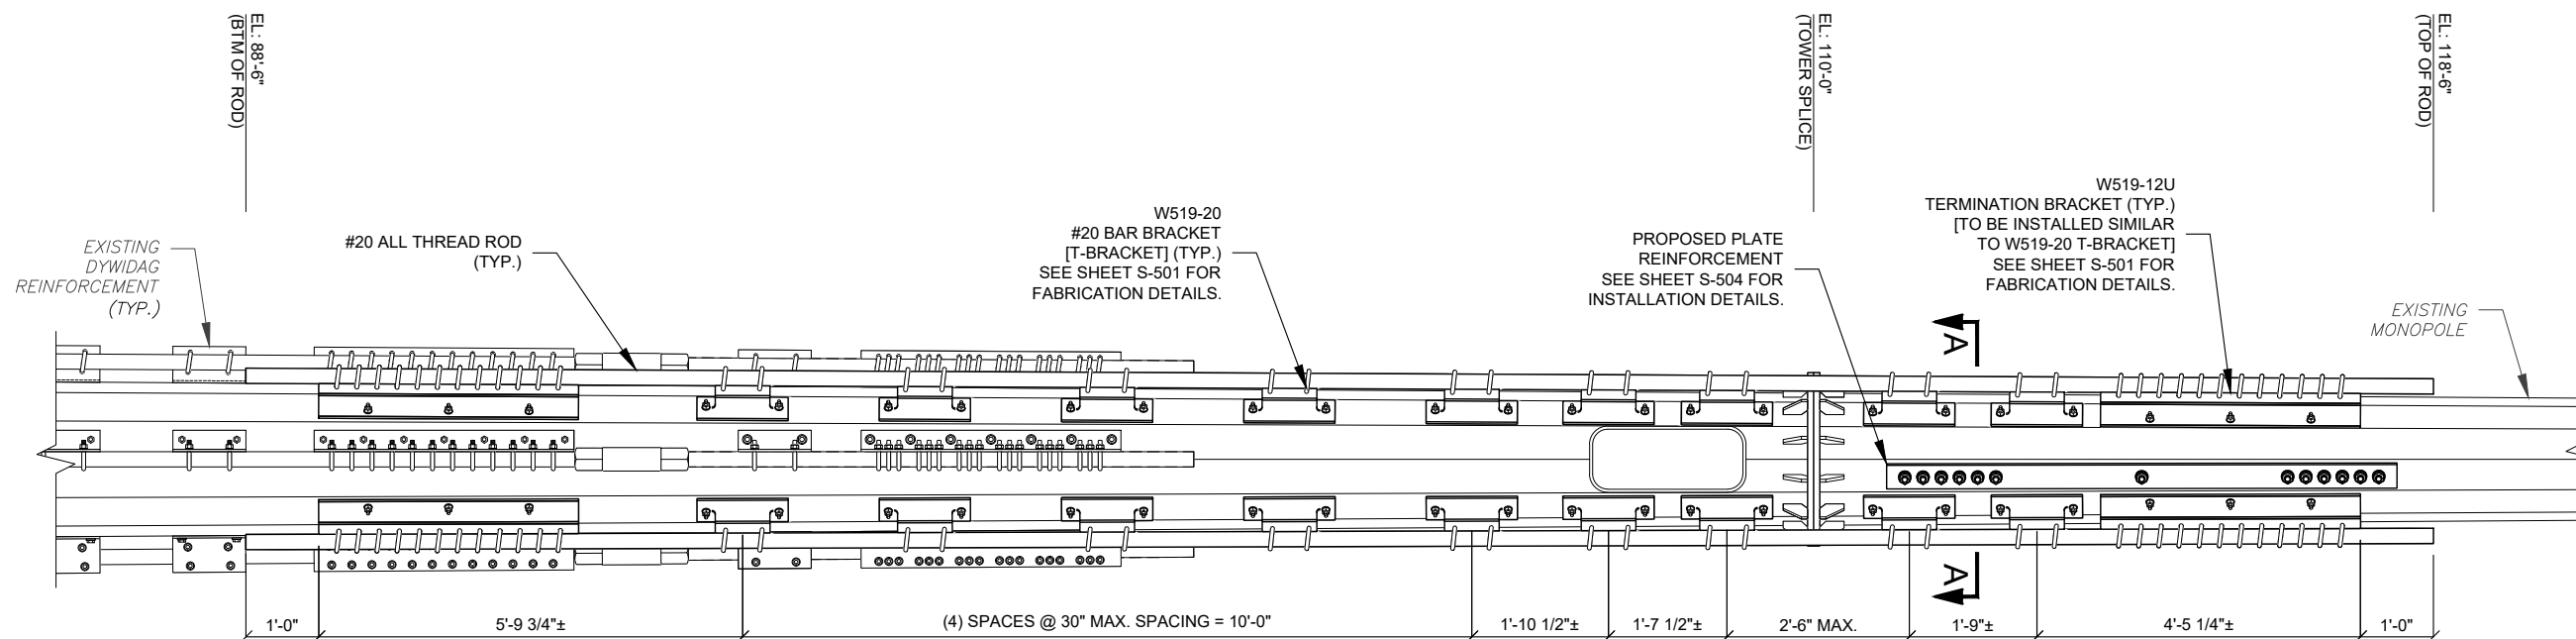 EL: 88'-6"
(BTM OF ROD)
EL: 110'-0"
(TOWER SPLICE)
EL: 118'-6"
(TOP OF ROD)
EXISTING
DYWIDAG
REINFORCEMENT
(TYP.)
#20 ALL THREAD ROD
(TYP.)
W519-20
#20 BAR BRACKET
[T-BRACKET] (TYP.)
SEE SHEET S-501 FOR
FABRICATION DETAILS.
PROPOSED PLATE
REINFORCEMENT
SEE SHEET S-504 FOR
INSTALLATION DETAILS.
W519-12U
TERMINATION BRACKET (TYP.)
[TO BE INSTALLED SIMILAR
TO W519-20 T-BRACKET]
SEE SHEET S-501 FOR
FABRICATION DETAILS.
EXISTING
MONOPOLE
A
A
1'-0"
5'-9 3/4"±
(4) SPACES @ 30" MAX. SPACING = 10'-0"
1'-10 1/2"±
1'-7 1/2"±
2'-6" MAX.
1'-9"±
4'-5 1/4"±
1'-0"